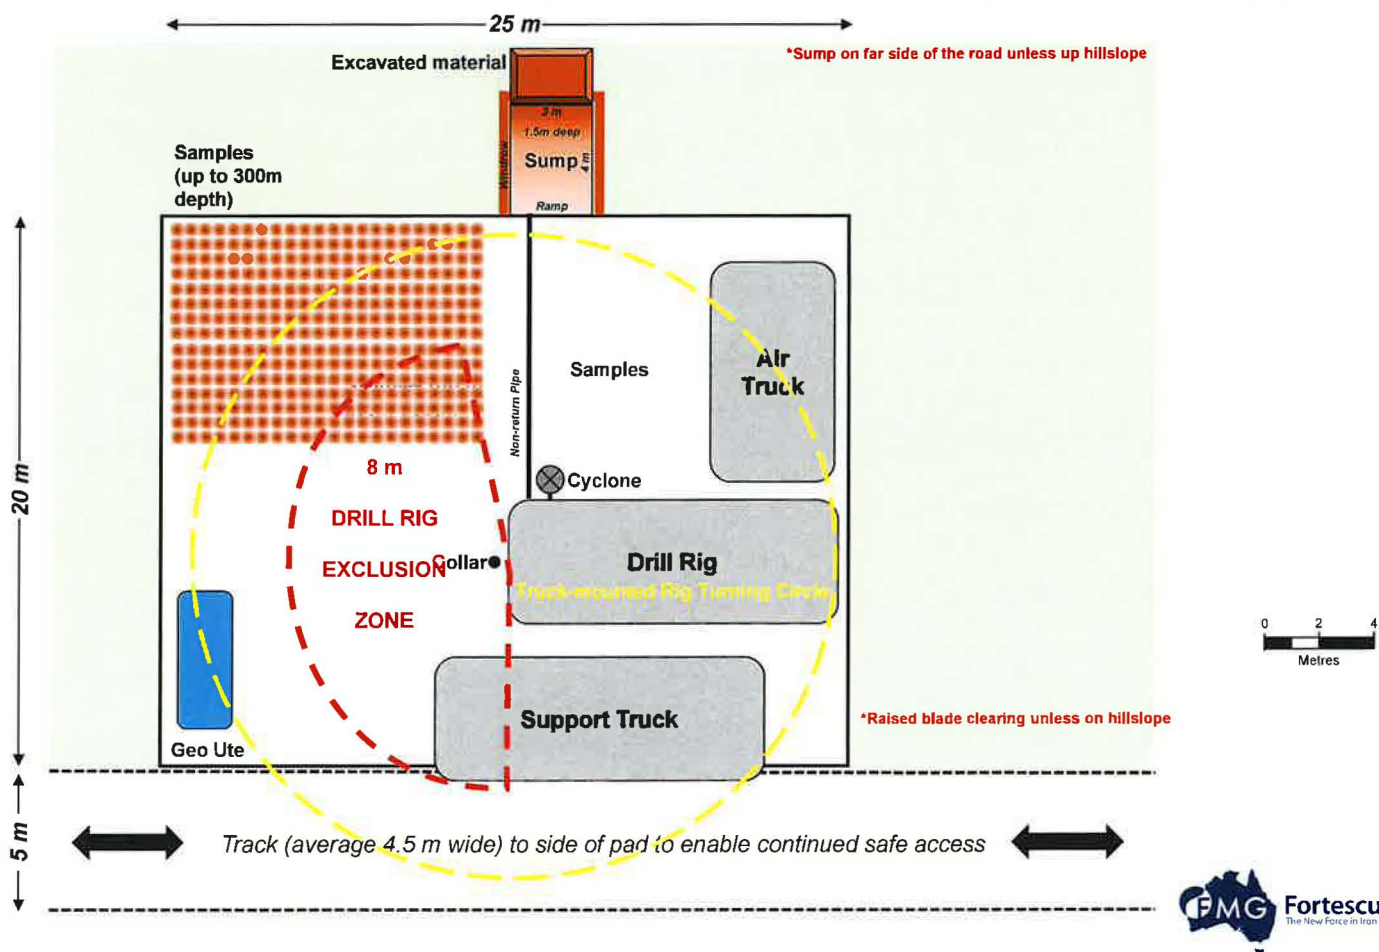 25 m
Excavated material
*Sump on far side of the road unless up hillslope
3 m
1.5m deep
Sump
4 m
Windrow
Ramp
Samples
(up to 300m
depth)
20 m
Non-return Pipe
Samples
Air
Truck
8 m
DRILL RIG
EXCLUSION
ZONE
Cyclone
Collar
Drill Rig
Truck-mounted Rig Turning Circle
0 2 4
Metres
Support Truck
*Raised blade clearing unless on hillslope
Geo Ute
5 m
Track (average 4.5 m wide) to side of pad to enable continued safe access
FMG
Fortescu
The New Force in Iron